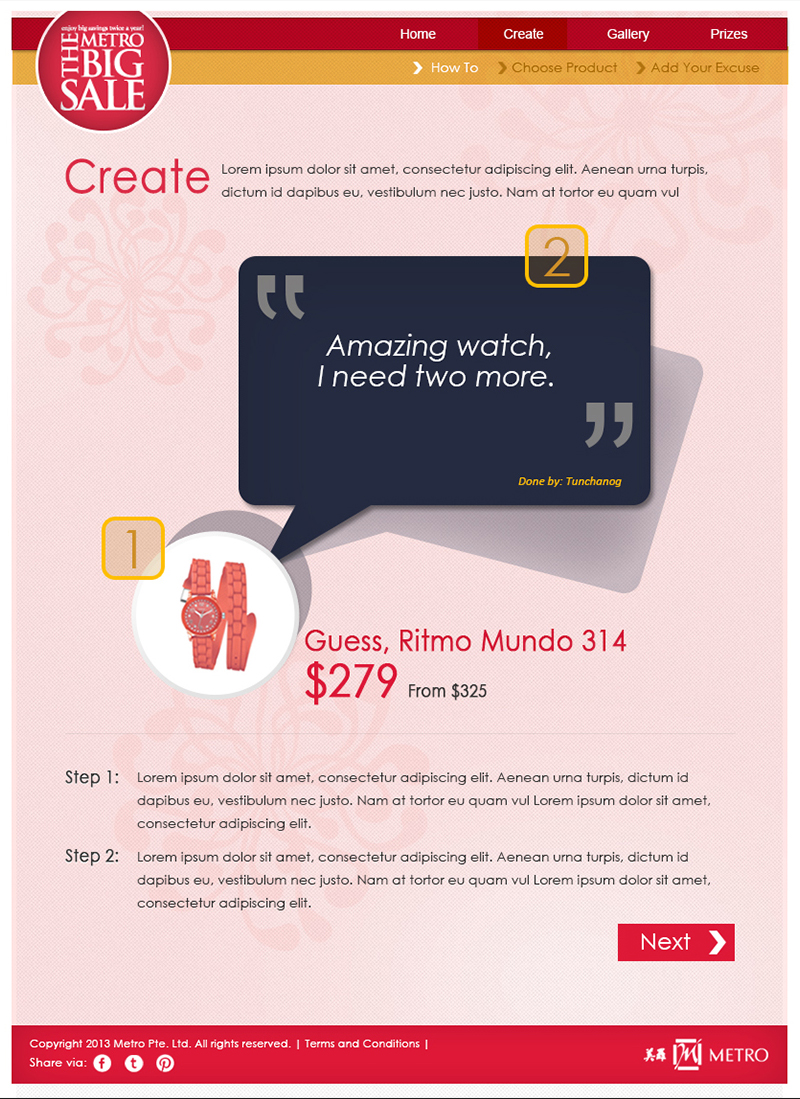 enjoy big savings twice a year!
THE METRO
BIG
SALE
Home Create Gallery Prizes
How To Choose Product Add Your Excuse
Create
Lorem ipsum dolor sit amet, consectetur adipiscing elit. Aenean urna turpis,
dictum id dapibus eu, vestibulum nec justo. Nam at tortor eu quam vul
2
“
Amazing watch,
I need two more.
”
Done by: Tunchanog
1
Guess, Ritmo Mundo 314
$279 From $325
Step 1: Lorem ipsum dolor sit amet, consectetur adipiscing elit. Aenean urna turpis, dictum id
dapibus eu, vestibulum nec justo. Nam at tortor eu quam vul Lorem ipsum dolor sit amet,
consectetur adipiscing elit.
Step 2: Lorem ipsum dolor sit amet, consectetur adipiscing elit. Aenean urna turpis, dictum id
dapibus eu, vestibulum nec justo. Nam at tortor eu quam vul Lorem ipsum dolor sit amet,
consectetur adipiscing elit.
Next
Copyright 2013 Metro Pte. Ltd. All rights reserved. | Terms and Conditions |
Share via:
METRO